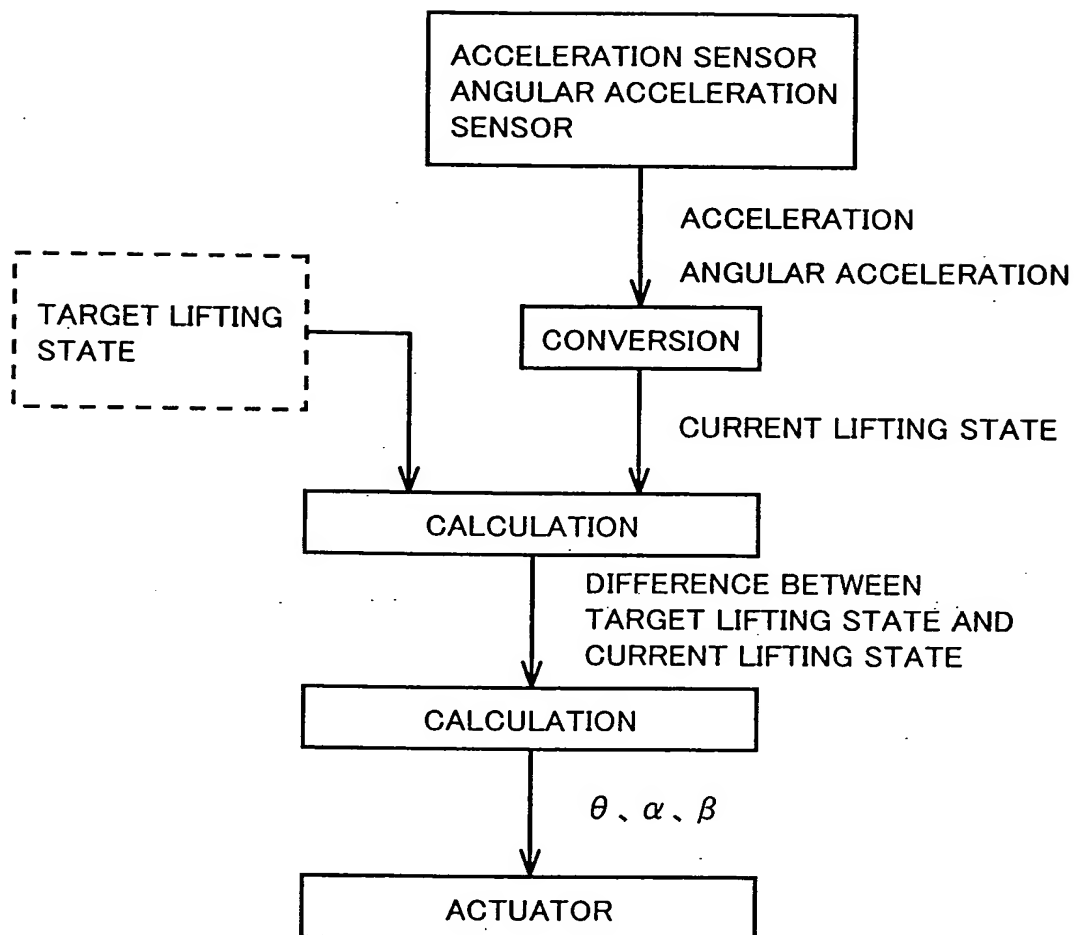 ACCELERATION SENSOR
ANGULAR ACCELERATION
SENSOR
ACCELERATION
ANGULAR ACCELERATION
TARGET LIFTING
STATE
CONVERSION
CURRENT LIFTING STATE
CALCULATION
DIFFERENCE BETWEEN
TARGET LIFTING STATE AND
CURRENT LIFTING STATE
CALCULATION
θ、α、β
ACTUATOR